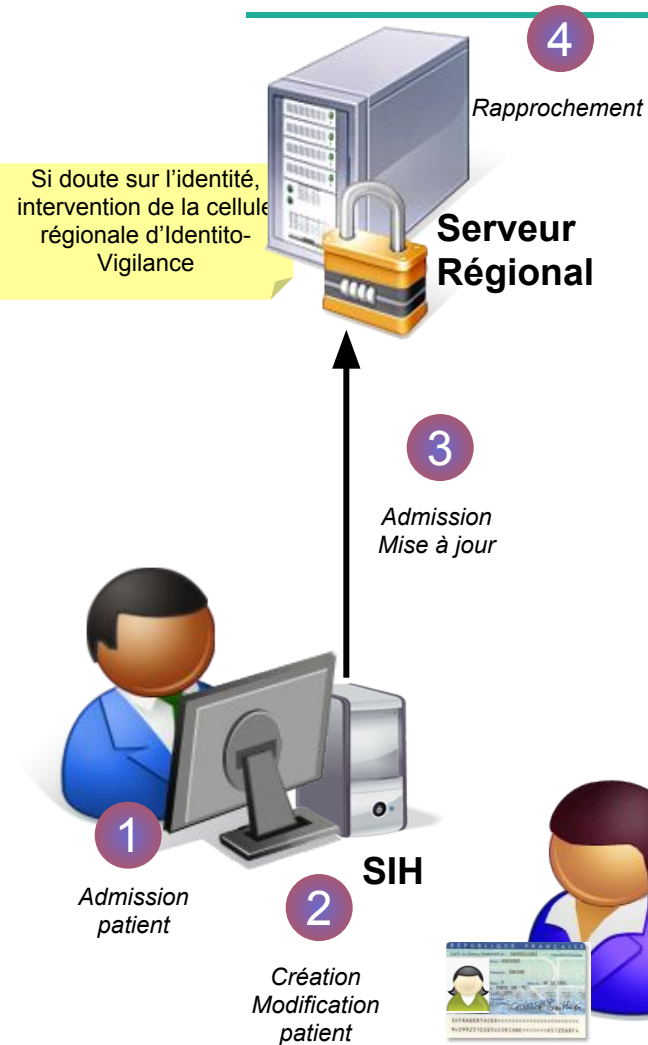 4
Rapprochement
Si doute sur l’identité,
intervention de la cellule
régionale d’Identito-
Vigilance
Serveur
Régional
3
Admission
Mise à jour
1
Admission
patient
SIH
2
Création
Modification
patient
RÉPUBLIQUE FRANÇAISE